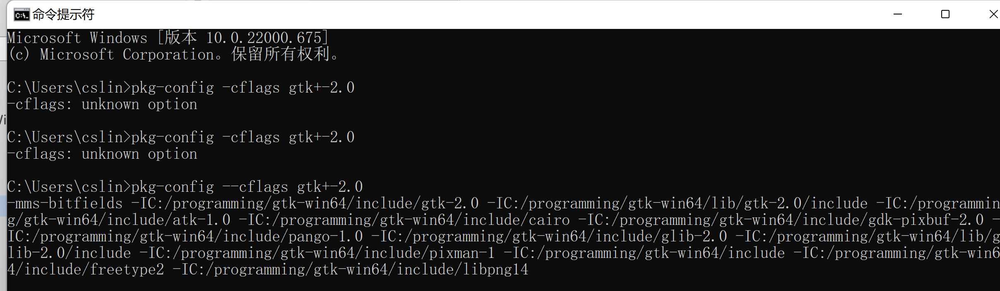 命令提示符
Microsoft Windows [版本 10.0.22000.675]
(c) Microsoft Corporation。保留所有权利。
C:\Users\cslin>pkg-config -cflags gtk+-2.0
-cflags: unknown option
C:\Users\cslin>pkg-config -cflags gtk+-2.0
-cflags: unknown option
C:\Users\cslin>pkg-config --cflags gtk+-2.0
-mms-bitfields -IC:/programming/gtk-win64/include/gtk-2.0 -IC:/programming/gtk-win64/lib/gtk-2.0/include -IC:/programmin
g/gtk-win64/include/atk-1.0 -IC:/programming/gtk-win64/include/cairo -IC:/programming/gtk-win64/include/gdk-pixbuf-2.0 -
IC:/programming/gtk-win64/include/pango-1.0 -IC:/programming/gtk-win64/include/glib-2.0 -IC:/programming/gtk-win64/lib/g
lib-2.0/include -IC:/programming/gtk-win64/include/pixman-1 -IC:/programming/gtk-win64/include -IC:/programming/gtk-win6
4/include/freetype2 -IC:/programming/gtk-win64/include/libpng14